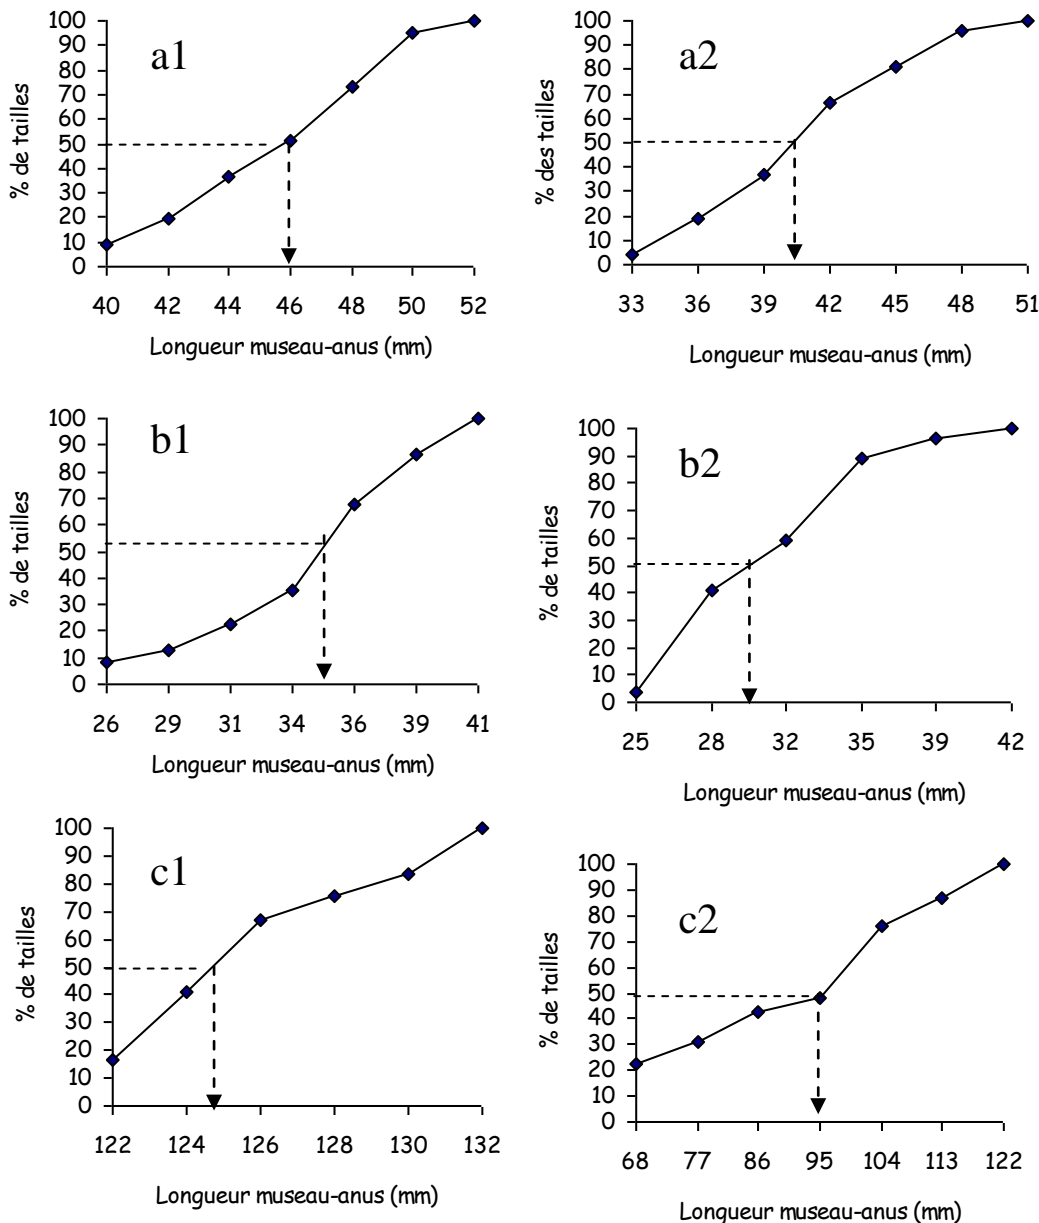 a1
% de tailles
100
90
80
70
60
50
40
30
20
10
0
40 42 44 46 48 50 52
Longueur museau-anus (mm)
a2
% des tailles
100
90
80
70
60
50
40
30
20
10
0
33 36 39 42 45 48 51
Longueur museau-anus (mm)
b1
% de tailles
100
90
80
70
60
50
40
30
20
10
0
26 29 31 34 36 39 41
Longueur museau-anus (mm)
b2
% de tailles
100
90
80
70
60
50
40
30
20
10
0
25 28 32 35 39 42
Longueur museau-anus (mm)
c1
% de tailles
100
90
80
70
60
50
40
30
20
10
0
122 124 126 128 130 132
Longueur museau-anus (mm)
c2
% de tailles
100
90
80
70
60
50
40
30
20
10
0
68 77 86 95 104 113 122
Longueur museau-anus (mm)